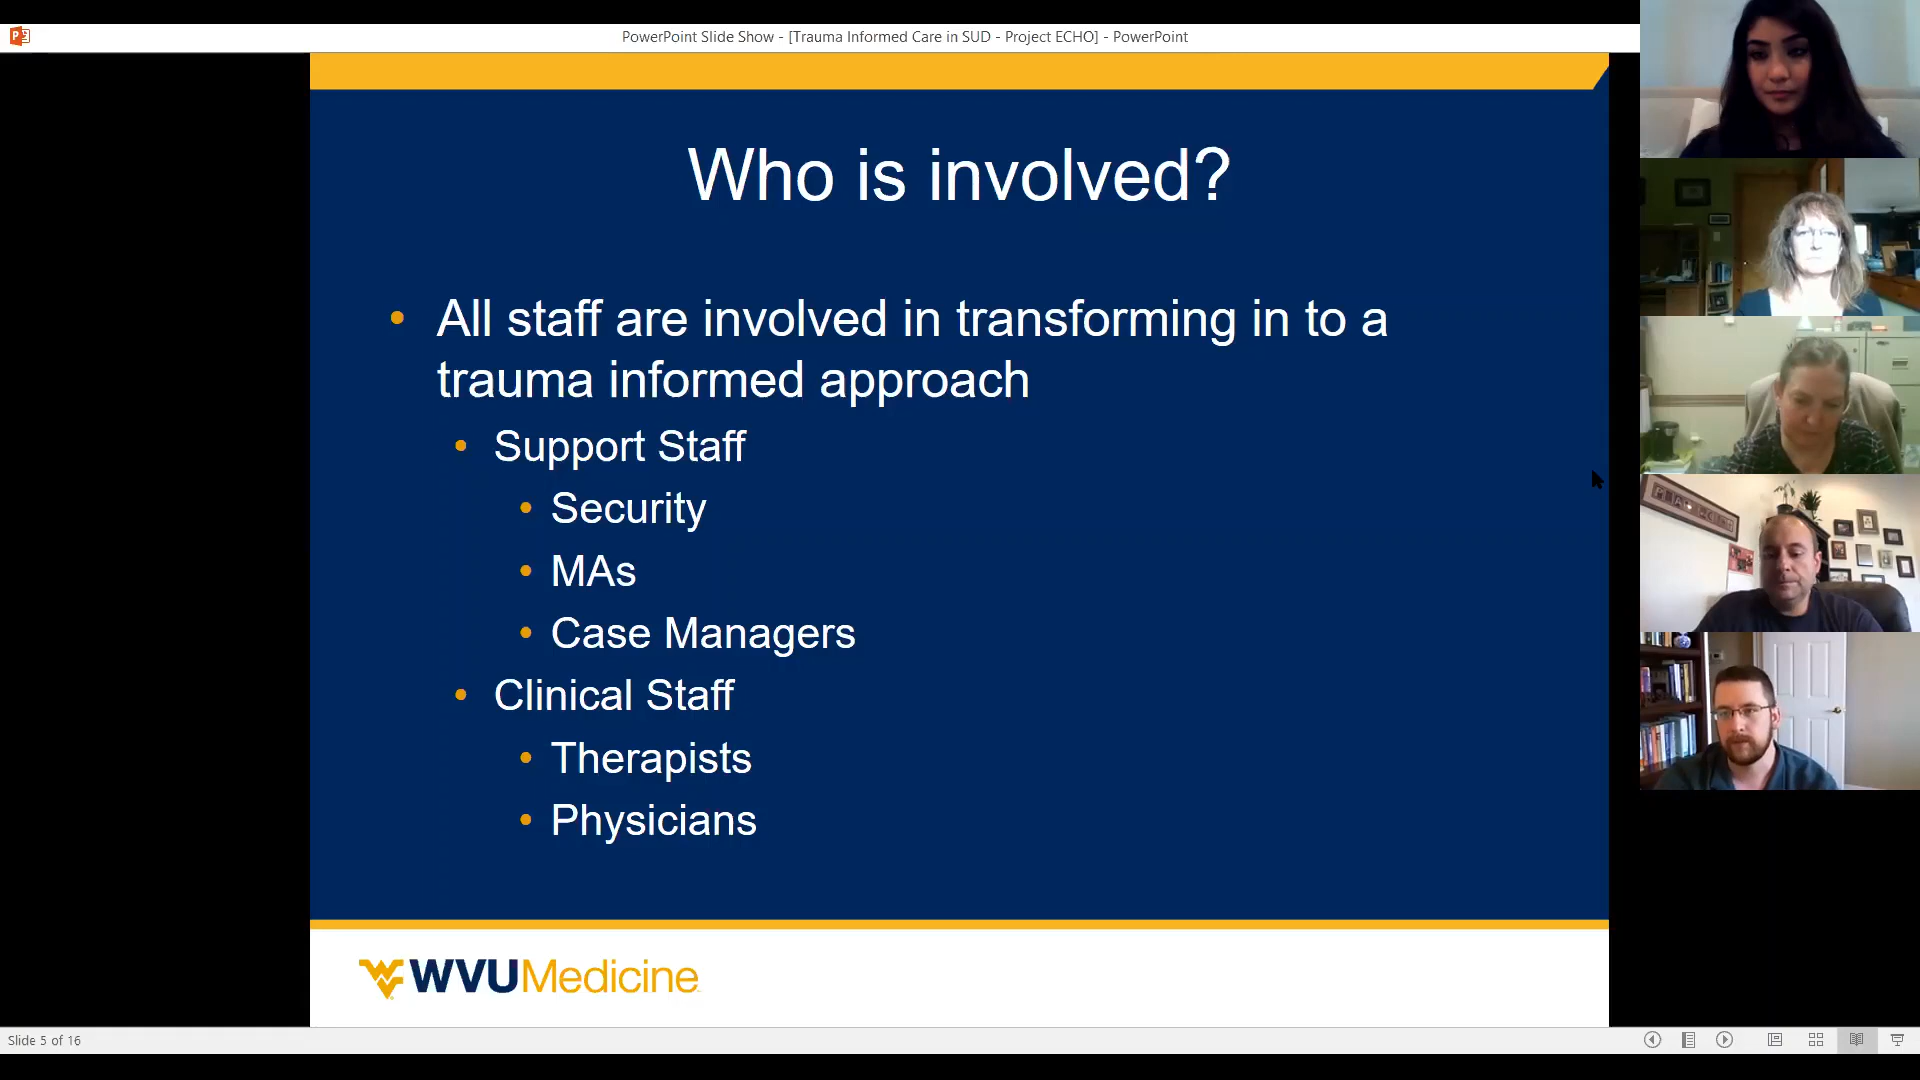 PowerPoint Slide Show - [Trauma Informed Care in SUD - Project ECHO] - PowerPoint
Who is involved?
• All staff are involved in transforming in to a
trauma informed approach
• Support Staff
• Security
• MAs
• Case Managers
• Clinical Staff
• Therapists
• Physicians
WVUMedicine
Slide 5 of 16